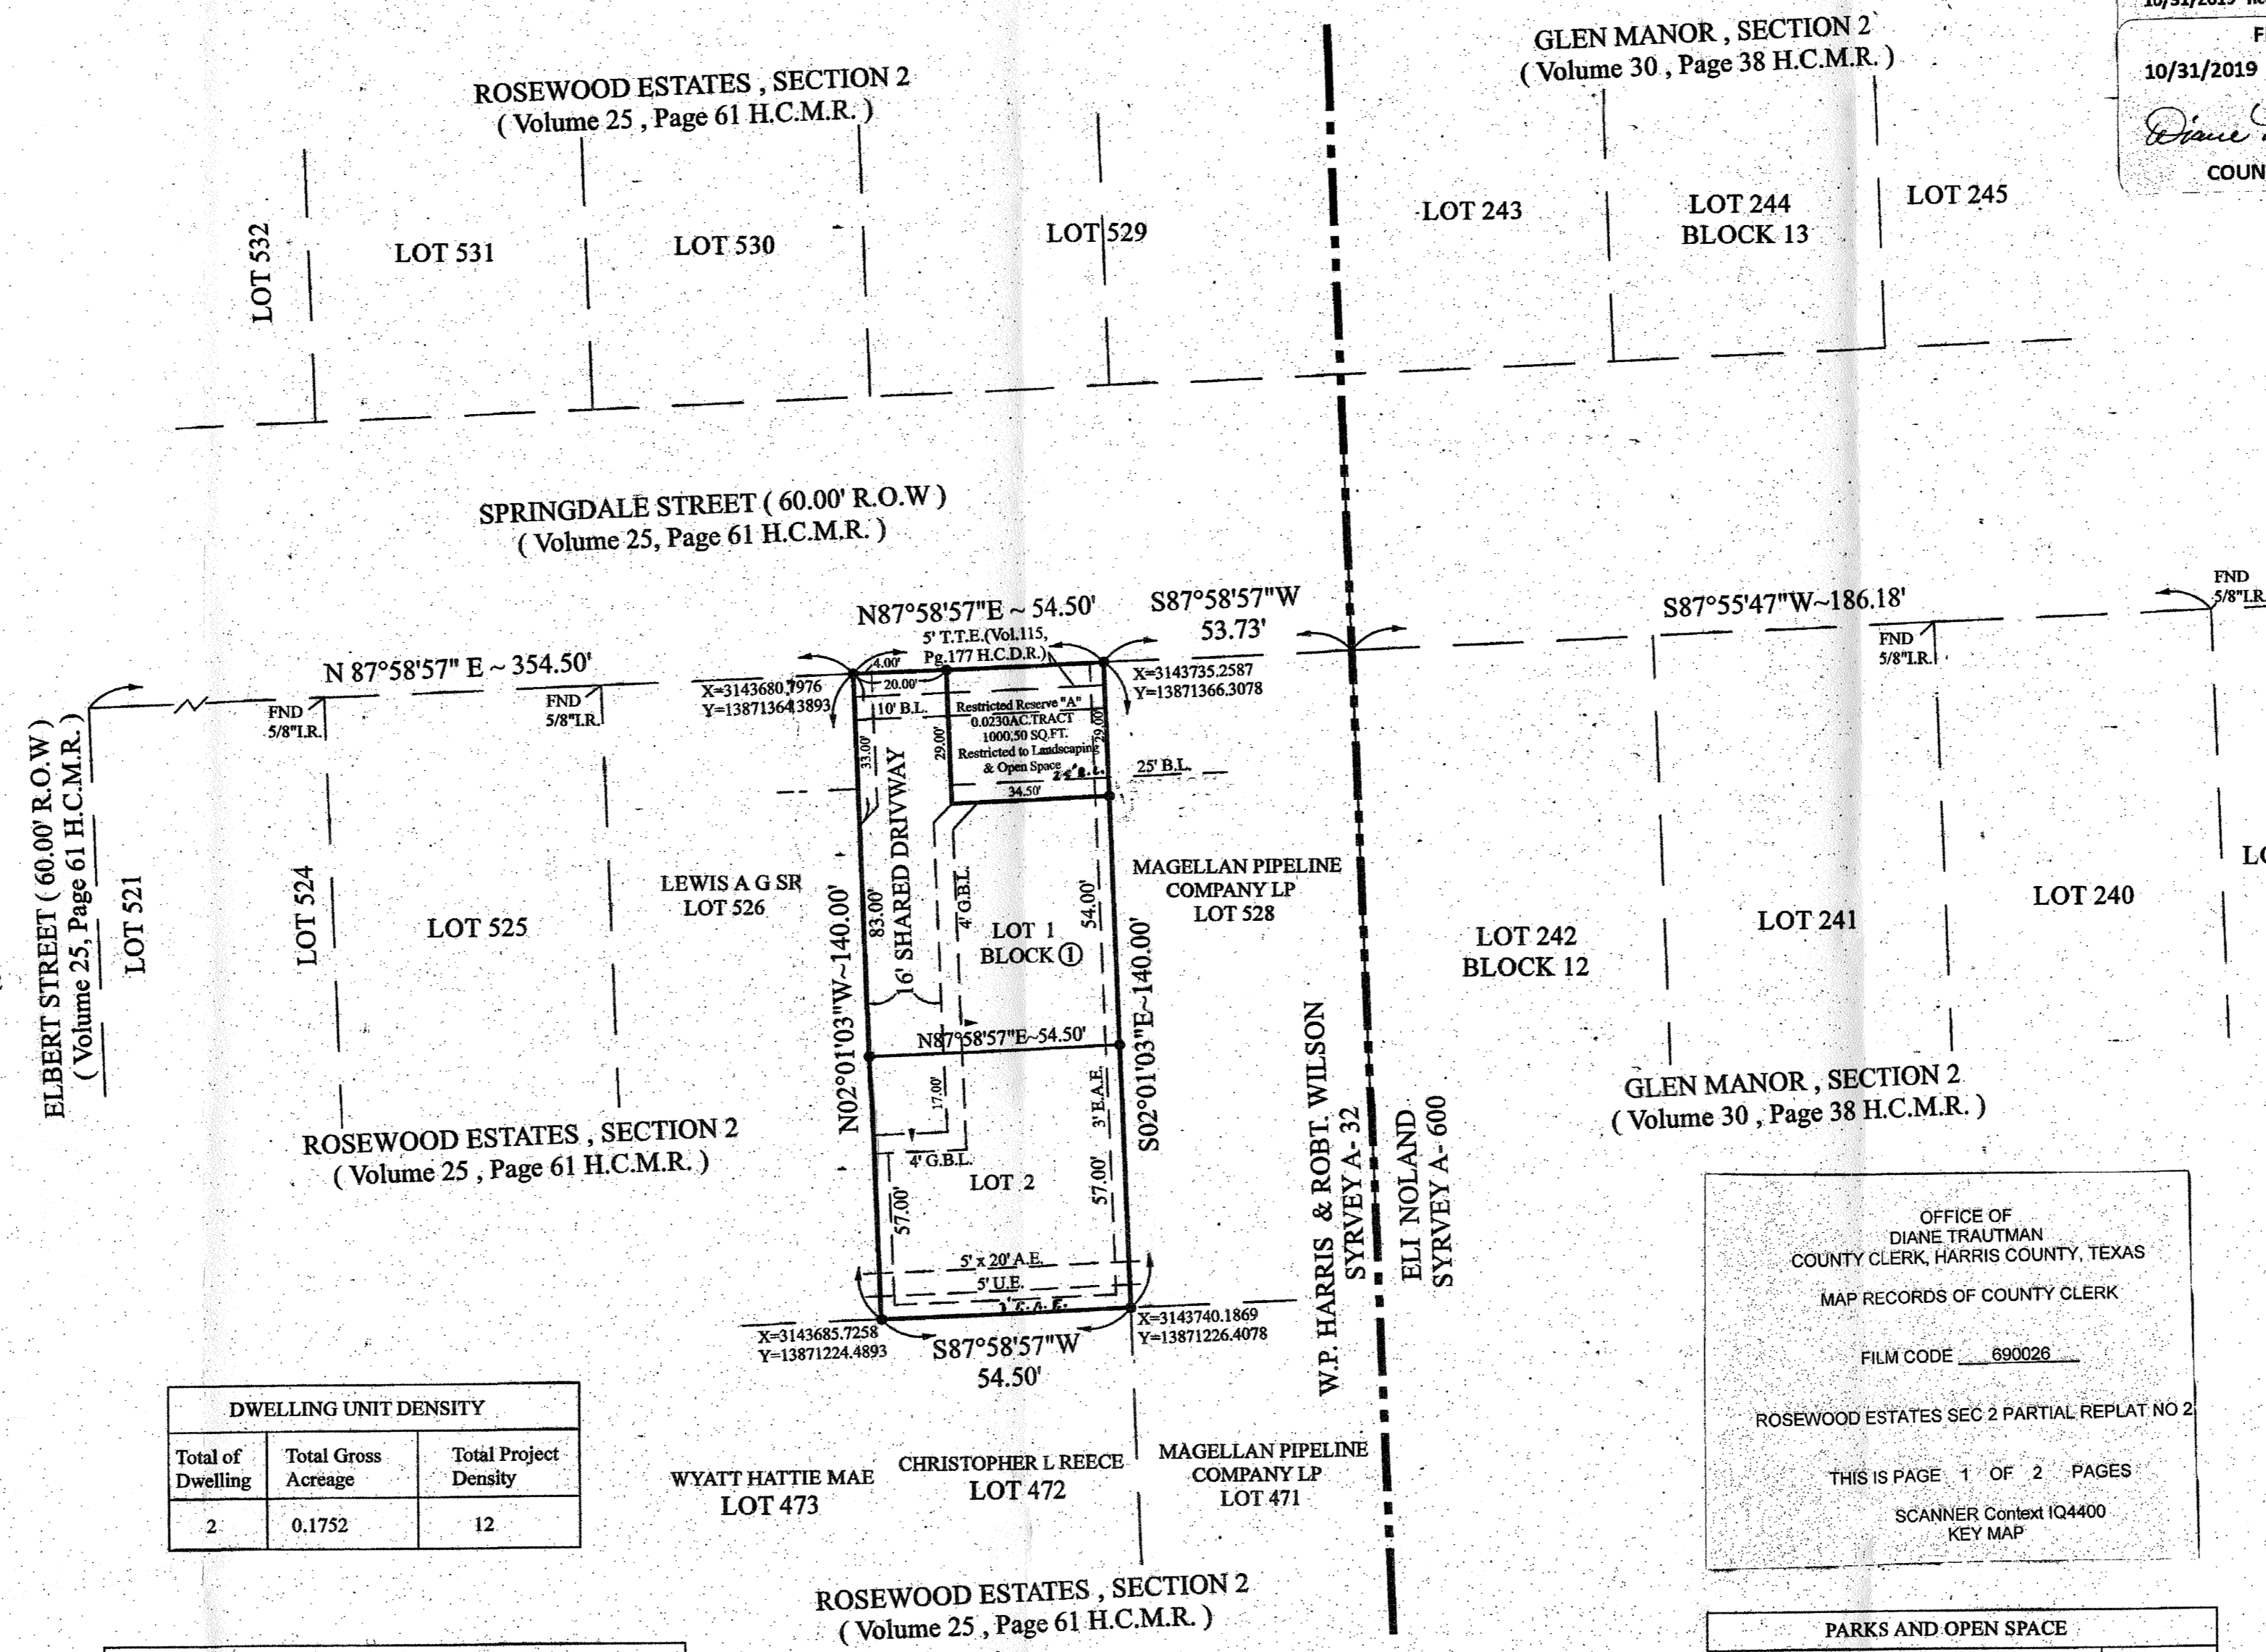 10/31/2019
10/31/2019
Diane
COUN
ROSEWOOD ESTATES , SECTION 2
( Volume 25 , Page 61 H.C.M.R. )
GLEN MANOR , SECTION 2
( Volume 30 , Page 38 H.C.M.R. )
LOT 532
LOT 531
LOT 530
LOT 529
LOT 243
LOT 244
BLOCK 13
LOT 245
SPRINGDALE STREET ( 60.00' R.O.W )
( Volume 25, Page 61 H.C.M.R. )
N87°58'57"E ~ 54.50'
S87°58'57"W
53.73'
S87°55'47"W~186.18'
FND
5/8"I.R.
FND
5/8"I.R.
5' T.T.E.(Vol.115,
Pg.177 H.C.D.R.)
4.00'
20.00'
N 87°58'57" E ~ 354.50'
FND
5/8"I.R.
FND
5/8"I.R.
X=3143680.7976
Y=13871364.3893
X=3143735.2587
Y=13871366.3078
10' B.L.
Restricted Reserve "A"
0.0230AC.TRACT
1000.50 SQ.FT.
Restricted to Landscaping
& Open Space
25' B.L.
34.50'
33.00'
29.00'
29.00'
25' B.L.
ELBERT STREET ( 60.00' R.O.W )
( Volume 25, Page 61 H.C.M.R. )
LOT 521
LOT 524
LOT 525
LEWIS A G SR
LOT 526
N02°01'03"W~140.00'
83.00'
16' SHARED DRIVWAY
4' G.B.L.
LOT 1
BLOCK 1
54.00'
S02°01'03"E~140.00'
MAGELLAN PIPELINE
COMPANY LP
LOT 528
LOT 242
BLOCK 12
LOT 241
LOT 240
N87°58'57"E~54.50'
17.00'
3' E.A.E.
4' G.B.L.
LOT 2
57.00'
57.00'
5' x 20' A.E.
5' U.E.
3' E.A.E.
X=3143685.7258
Y=13871224.4893
S87°58'57"W
54.50'
X=3143740.1869
Y=13871226.4078
ROSEWOOD ESTATES , SECTION 2
( Volume 25 , Page 61 H.C.M.R. )
W.P. HARRIS & ROBT. WILSON
SYRVEY A- 32
ELI NOLAND
SYRVEY A- 600
GLEN MANOR , SECTION 2
( Volume 30 , Page 38 H.C.M.R. )
OFFICE OF
DIANE TRAUTMAN
COUNTY CLERK, HARRIS COUNTY, TEXAS
MAP RECORDS OF COUNTY CLERK
FILM CODE 690026
ROSEWOOD ESTATES SEC 2 PARTIAL REPLAT NO 2
THIS IS PAGE 1 OF 2 PAGES
SCANNER Context IQ4400
KEY MAP
DWELLING UNIT DENSITY
Total of Dwelling
Total Gross Acreage
Total Project Density
2 0.1752 12
WYATT HATTIE MAE
LOT 473
CHRISTOPHER L REECE
LOT 472
MAGELLAN PIPELINE
COMPANY LP
LOT 471
ROSEWOOD ESTATES , SECTION 2
( Volume 25 , Page 61 H.C.M.R. )
PARKS AND OPEN SPACE